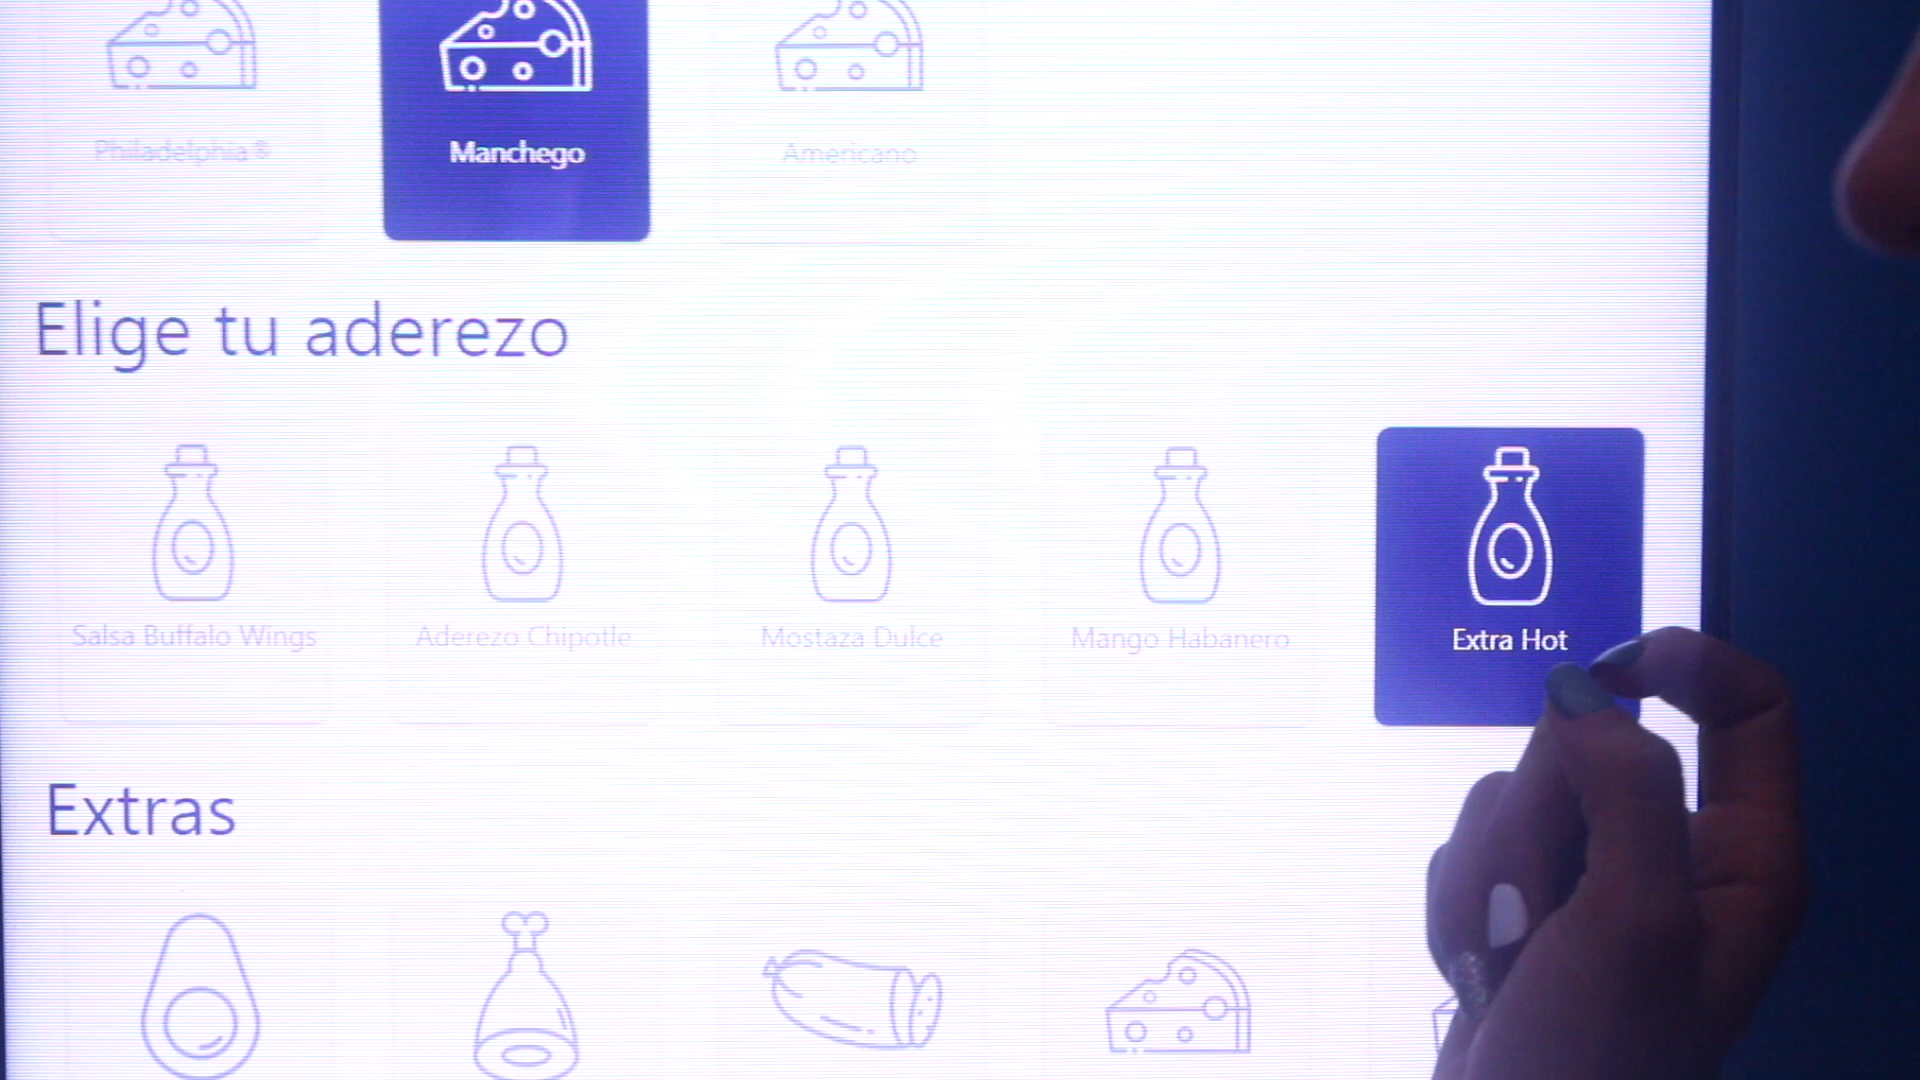 Philadelphia®
Manchego
Americano
Elige tu aderezo
Salsa Buffalo Wings
Aderezo Chipotle
Mostaza Dulce
Mango Habanero
Extra Hot
Extras